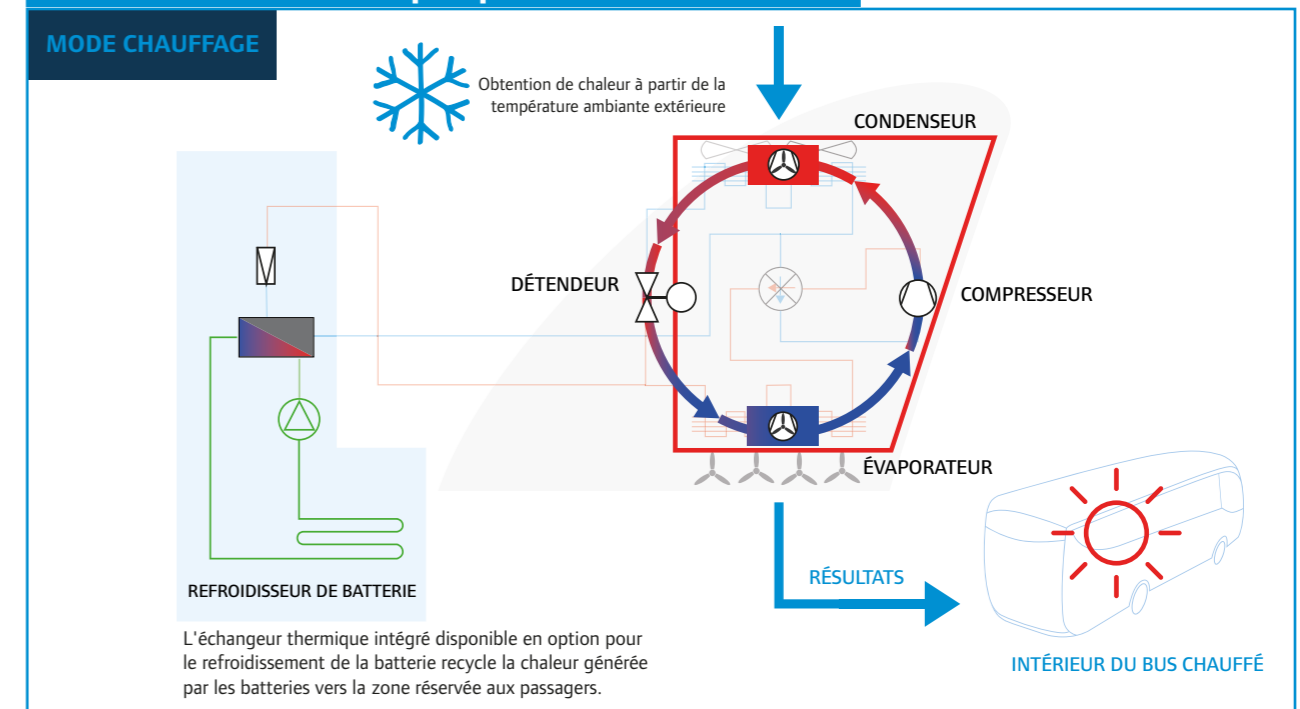 MODE CHAUFFAGE
Obtention de chaleur à partir de la
température ambiante extérieure
CONDENSEUR
DÉTENDEUR
COMPRESSEUR
ÉVAPORATEUR
REFROIDISSEUR DE BATTERIE
RÉSULTATS
L'échangeur thermique intégré disponible en option pour
le refroidissement de la batterie recycle la chaleur générée
par les batteries vers la zone réservée aux passagers.
INTÉRIEUR DU BUS CHAUFFÉ